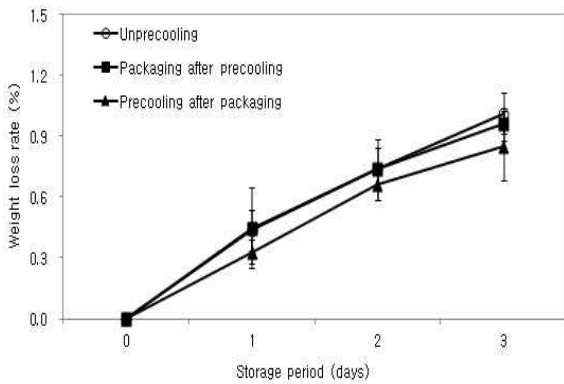 1.5
1.2
0.9
0.6
0.3
0.0
Weight loss rate (%)
Unprecooling
Packaging after precooling
Precooling after packaging
0 1 2 3
Storage period (days)